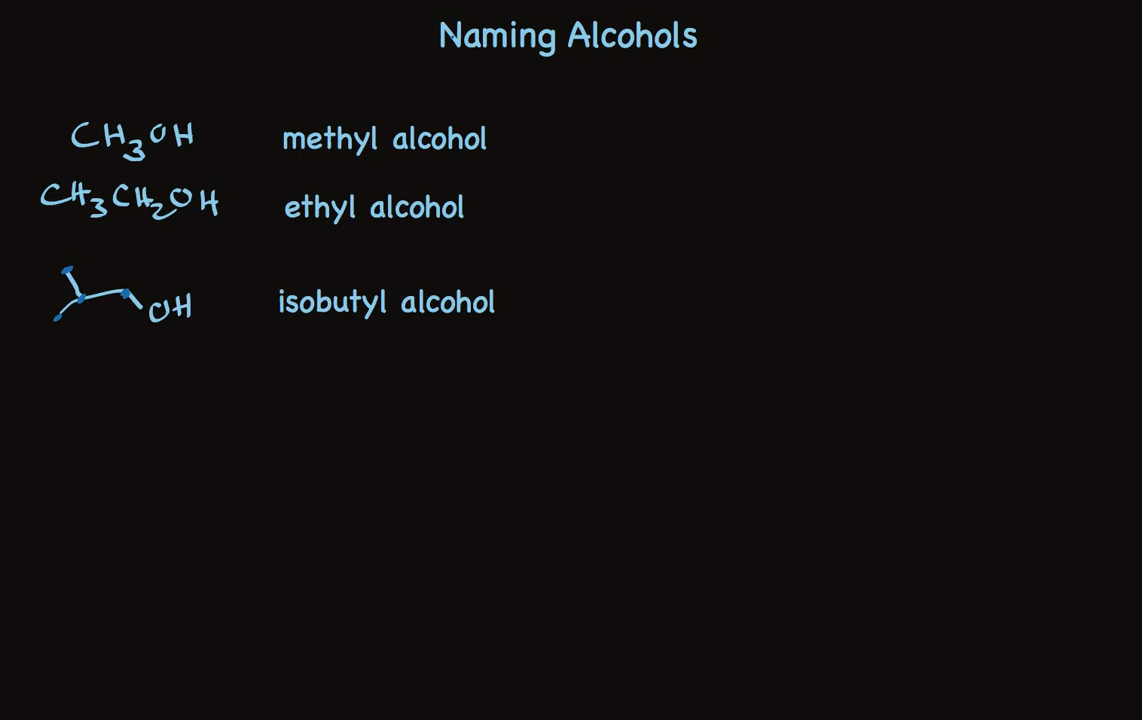 Naming Alcohols
CH₃OH methyl alcohol
CH₃CH₂OH ethyl alcohol
OH isobutyl alcohol